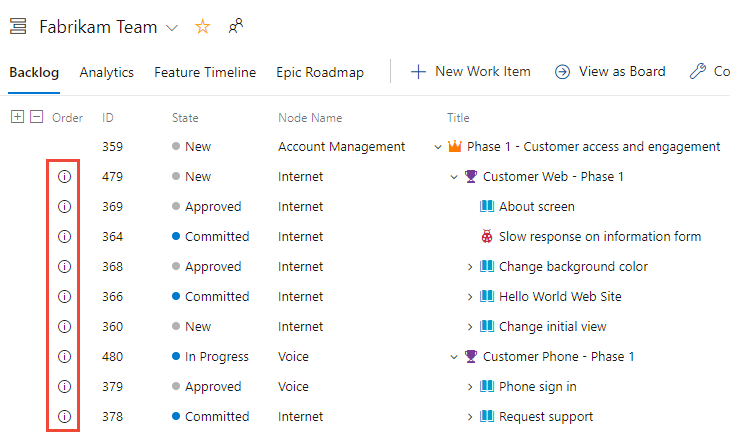 Fabrikam Team
Backlog Analytics Feature Timeline Epic Roadmap New Work Item View as Board Co
Order ID State Node Name Title
359 New Account Management Phase 1 - Customer access and engagement
479 New Internet Customer Web - Phase 1
369 Approved Internet About screen
364 Committed Internet Slow response on information form
368 Approved Internet Change background color
366 Committed Internet Hello World Web Site
360 New Internet Change initial view
480 In Progress Voice Customer Phone - Phase 1
379 Approved Voice Phone sign in
378 Committed Internet Request support